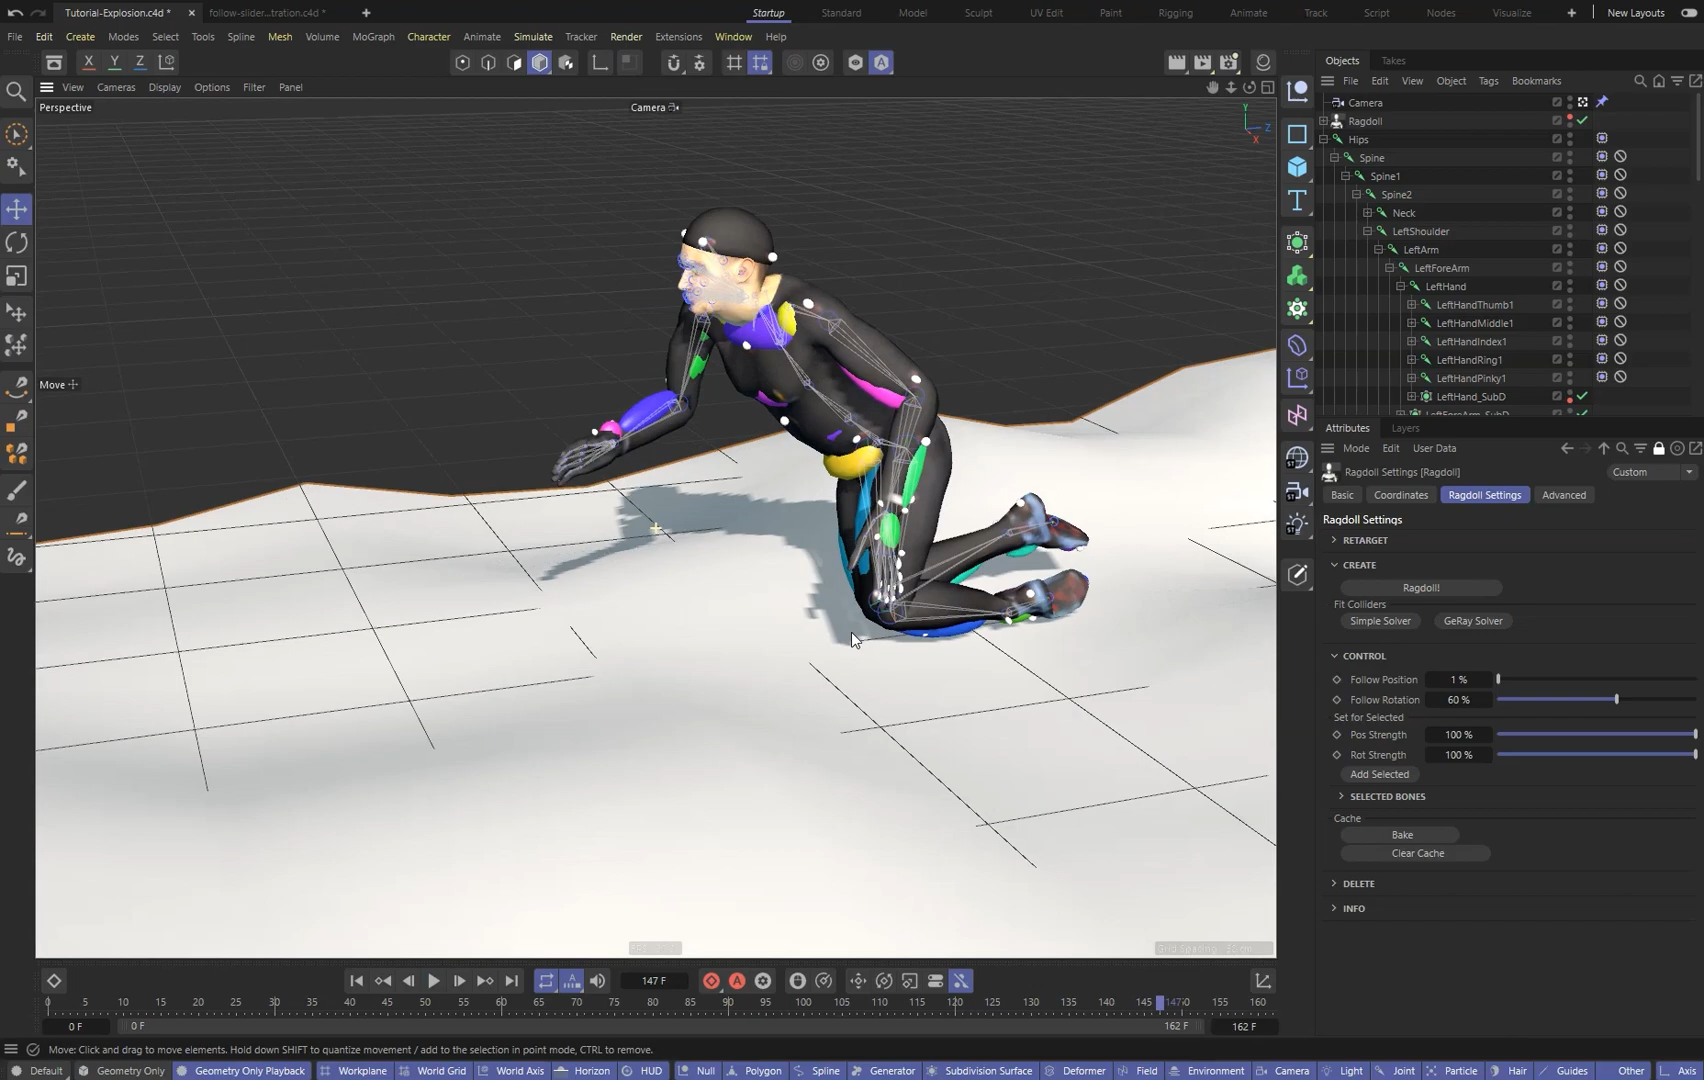 Tutorial-Explosion.c4d *
follow-slider...tration.c4d *
Startup Standard Model Sculpt UV Edit Paint Rigging Animate Track Script Nodes Visualize New Layouts
File Edit Create Modes Select Tools Spline Mesh Volume MoGraph Character Animate Simulate Tracker Render Extensions Window Help
X Y Z
View Cameras Display Options Filter Panel
Perspective
Camera
Y
Z
X
Move
Objects Takes
File Edit View Object Tags Bookmarks
Camera
Ragdoll
Hips
Spine
Spine1
Spine2
Neck
LeftShoulder
LeftArm
LeftForeArm
LeftHand
LeftHandThumb1
LeftHandMiddle1
LeftHandIndex1
LeftHandRing1
LeftHandPinky1
LeftHand_SubD
LeftForeArm_SubD
Attributes Layers
Mode Edit User Data
Ragdoll Settings [Ragdoll]
Custom
Basic Coordinates Ragdoll Settings Advanced
Ragdoll Settings
RETARGET
CREATE
Ragdoll!
Fit Colliders
Simple Solver GeRay Solver
CONTROL
Follow Position 1 %
Follow Rotation 60 %
Set for Selected
Pos Strength 100 %
Rot Strength 100 %
Add Selected
SELECTED BONES
Cache
Bake
Clear Cache
DELETE
INFO
147 F
0 5 10 15 20 25 30 35 40 45 50 55 60 65 70 75 80 85 90 95 100 105 110 115 120 125 130 135 140 145 147 150 155 160
0 F 0 F 162 F 162 F
Move: Click and drag to move elements. Hold down SHIFT to quantize movement / add to the selection in point mode, CTRL to remove.
Default Geometry Only Geometry Only Playback Workplane World Grid World Axis Horizon HUD Null Polygon Spline Generator Subdivision Surface Deformer Field Environment Camera Light Joint Particle Hair Guides Other Axis